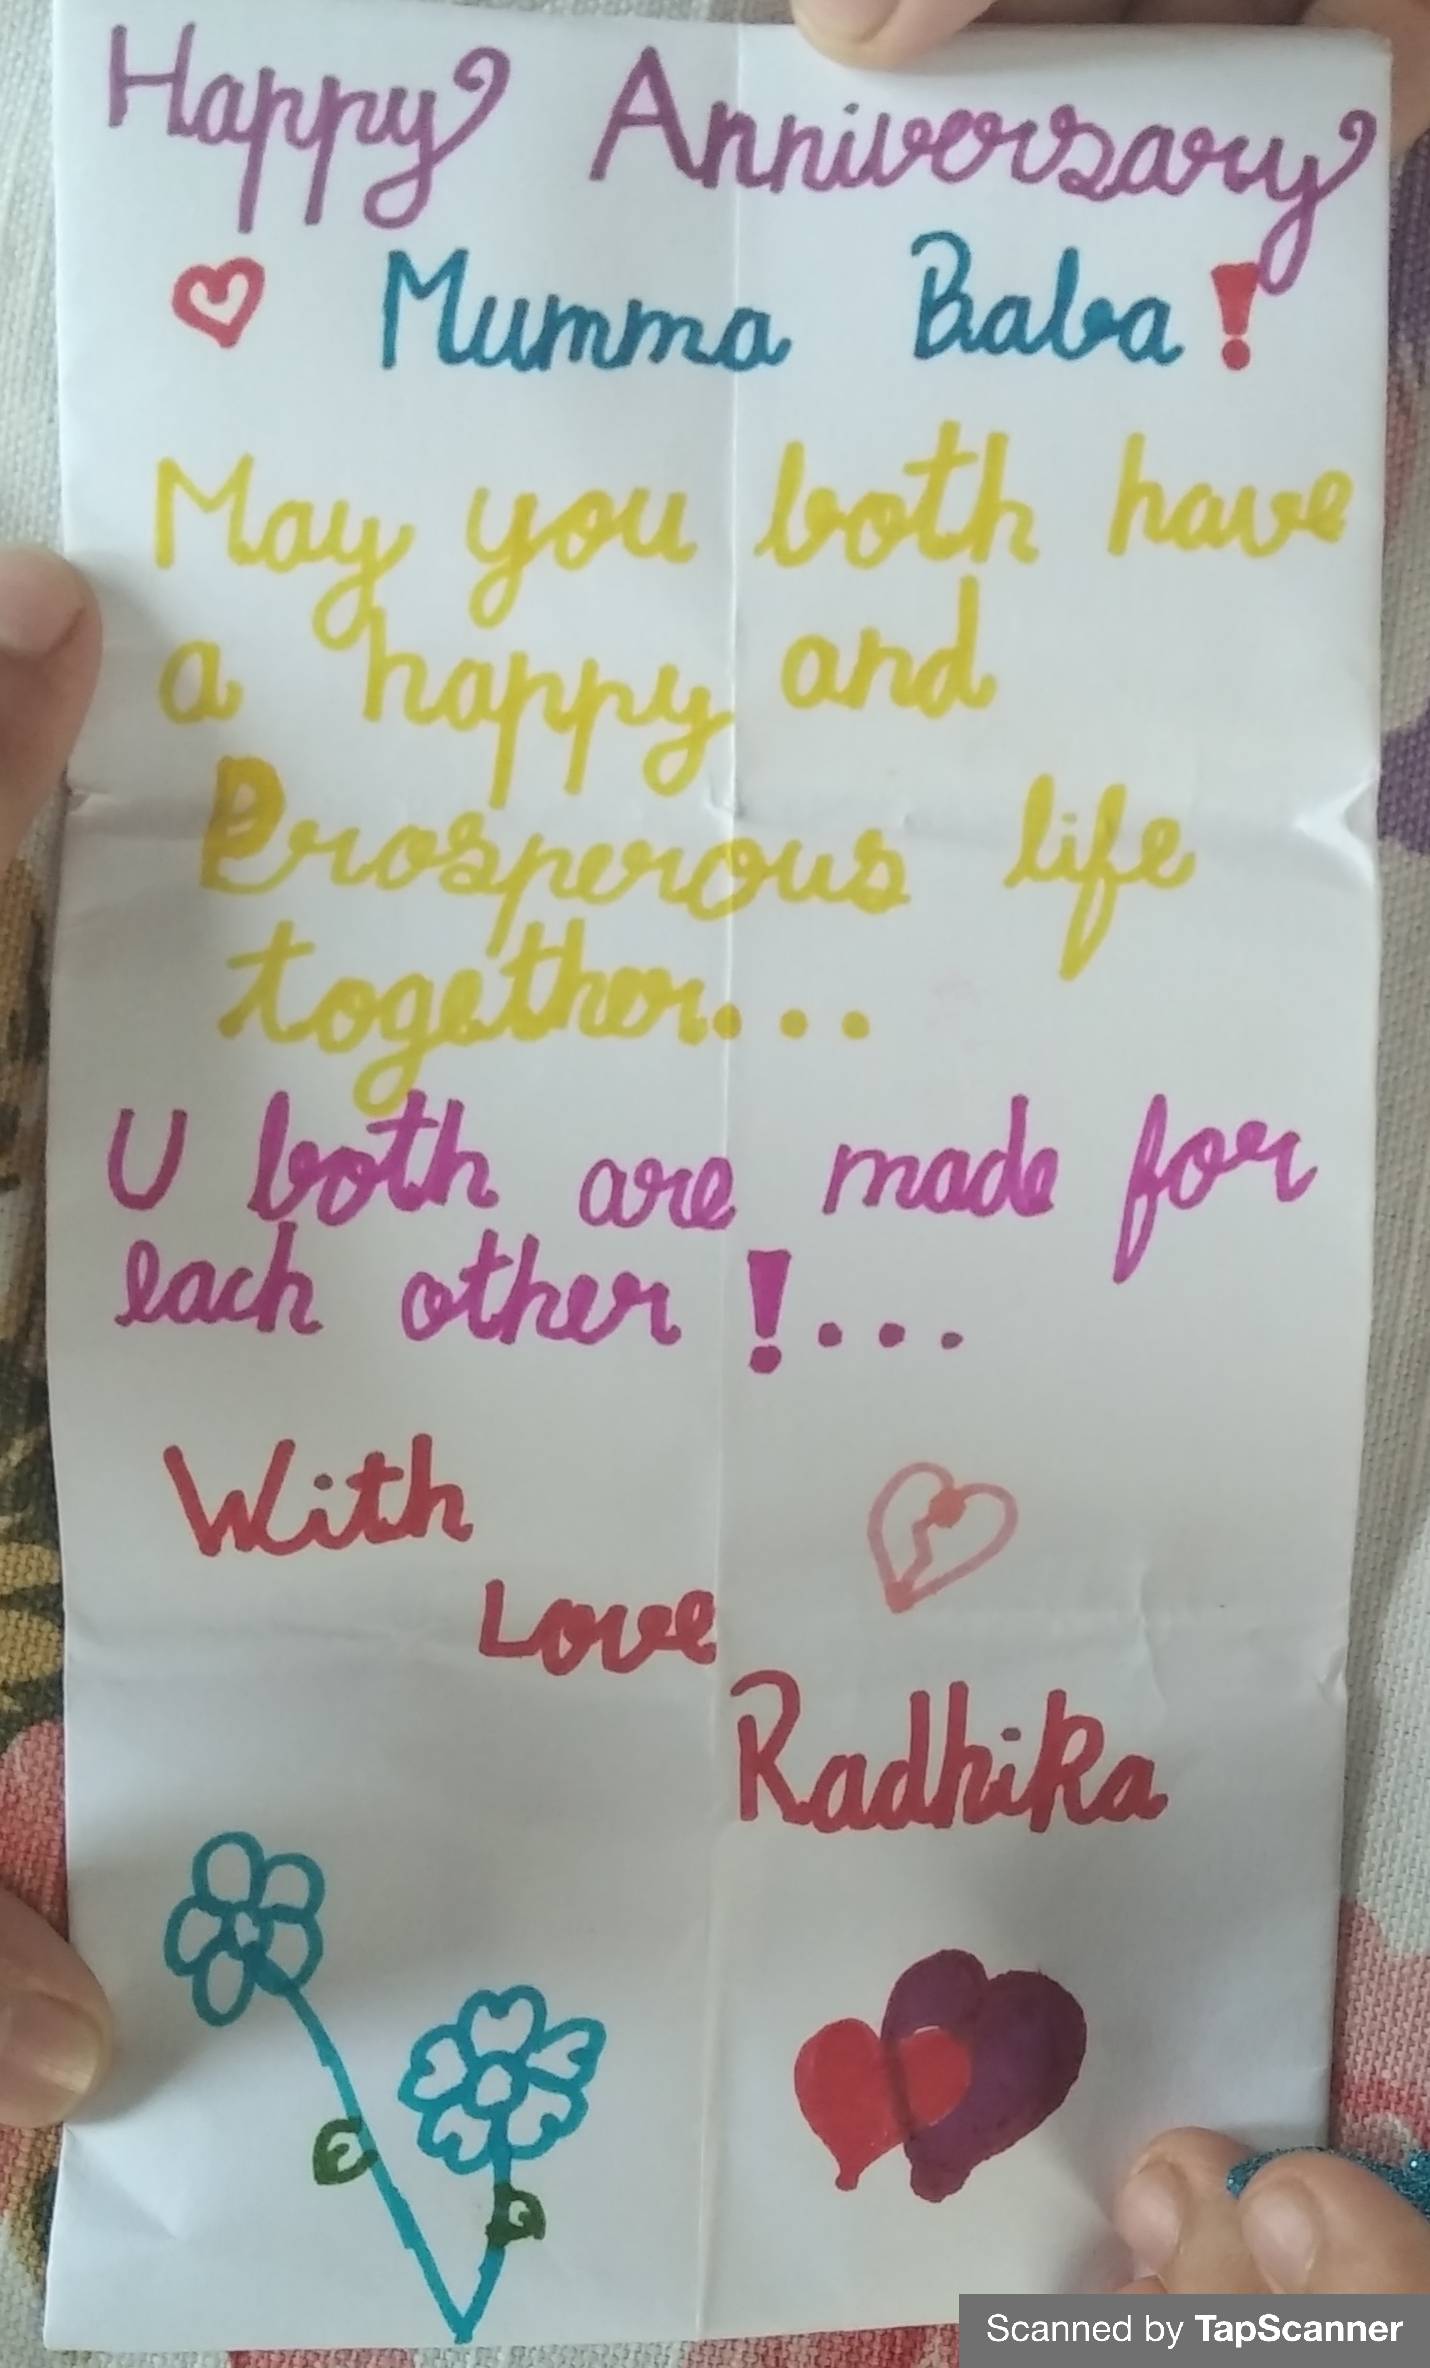 Happy Anniversary
Mumma Baba!
May you both have
a happy and
Prosperous life
together...
U both are made for
each other!...
With
Love
Radhika
Scanned by TapScanner